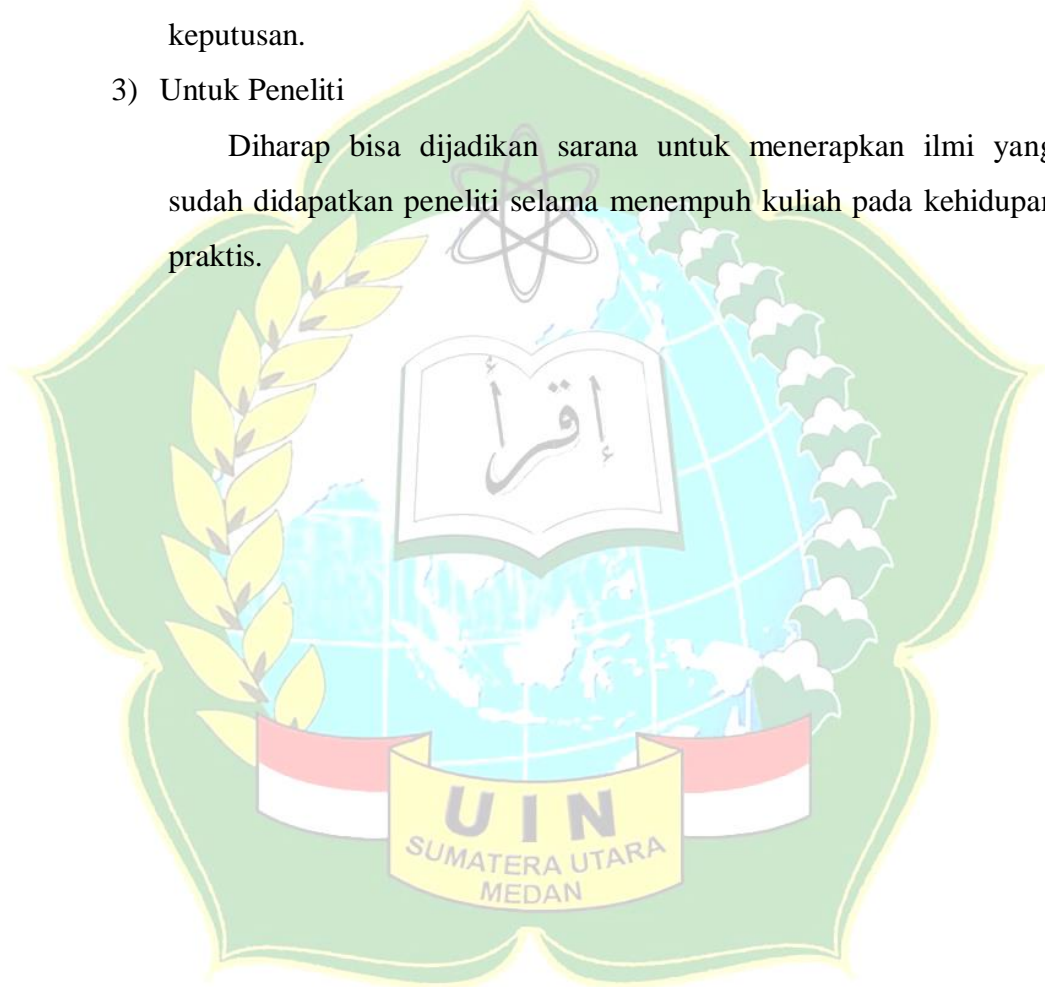 keputusan.
3) Untuk Peneliti
Diharap bisa dijadikan sarana untuk menerapkan ilmi yang
sudah didapatkan peneliti selama menempuh kuliah pada kehidupan
praktis.
إقرأ
UIN
SUMATERA UTARA
MEDAN